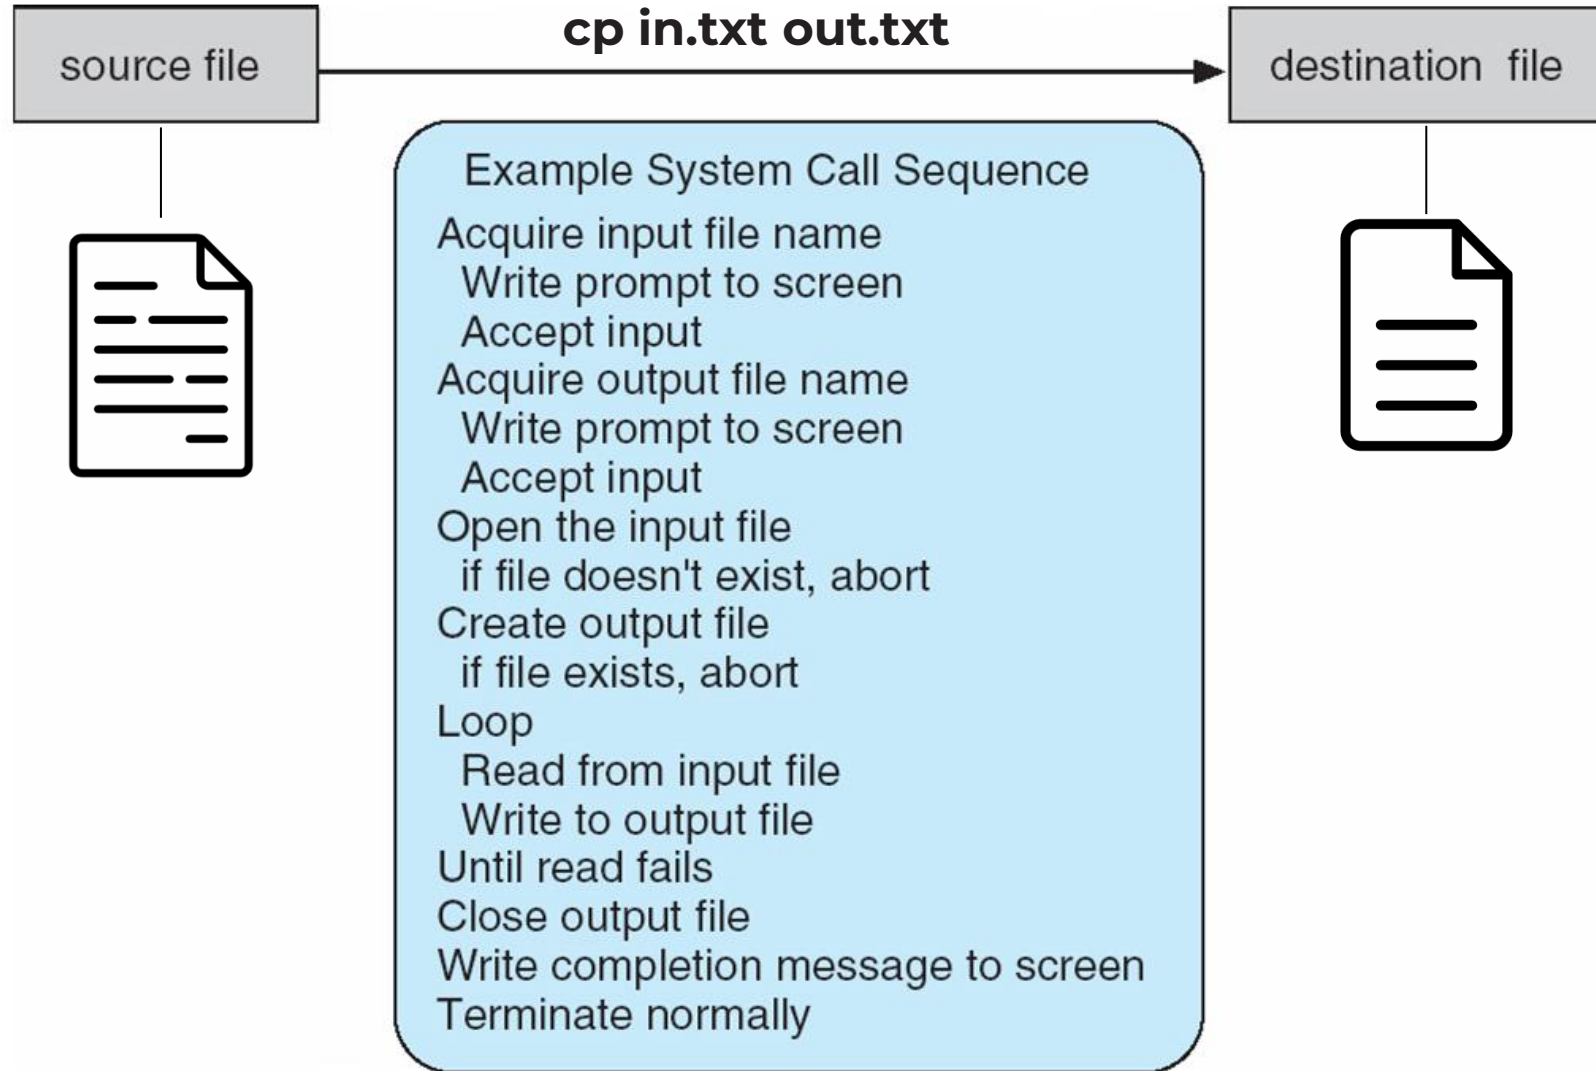 cp in.txt out.txt
source file
destination file
Example System Call Sequence
Acquire input file name
Write prompt to screen
Accept input
Acquire output file name
Write prompt to screen
Accept input
Open the input file
if file doesn't exist, abort
Create output file
if file exists, abort
Loop
Read from input file
Write to output file
Until read fails
Close output file
Write completion message to screen
Terminate normally